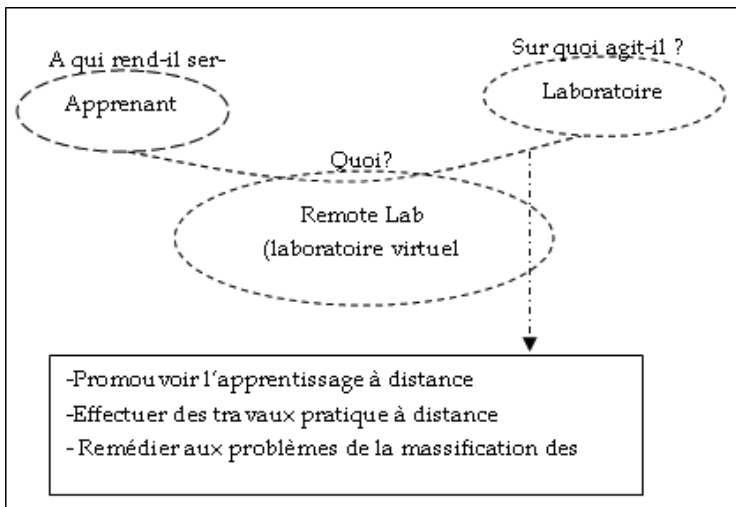 A qui rend-il ser-
Apprenant
Sur quoi agit-il ?
Laboratoire
Quoi?
Remote Lab
(laboratoire virtuel
-Promouvoir l'apprentissage à distance
-Effectuer des travaux pratique à distance
- Remédier aux problèmes de la massification des